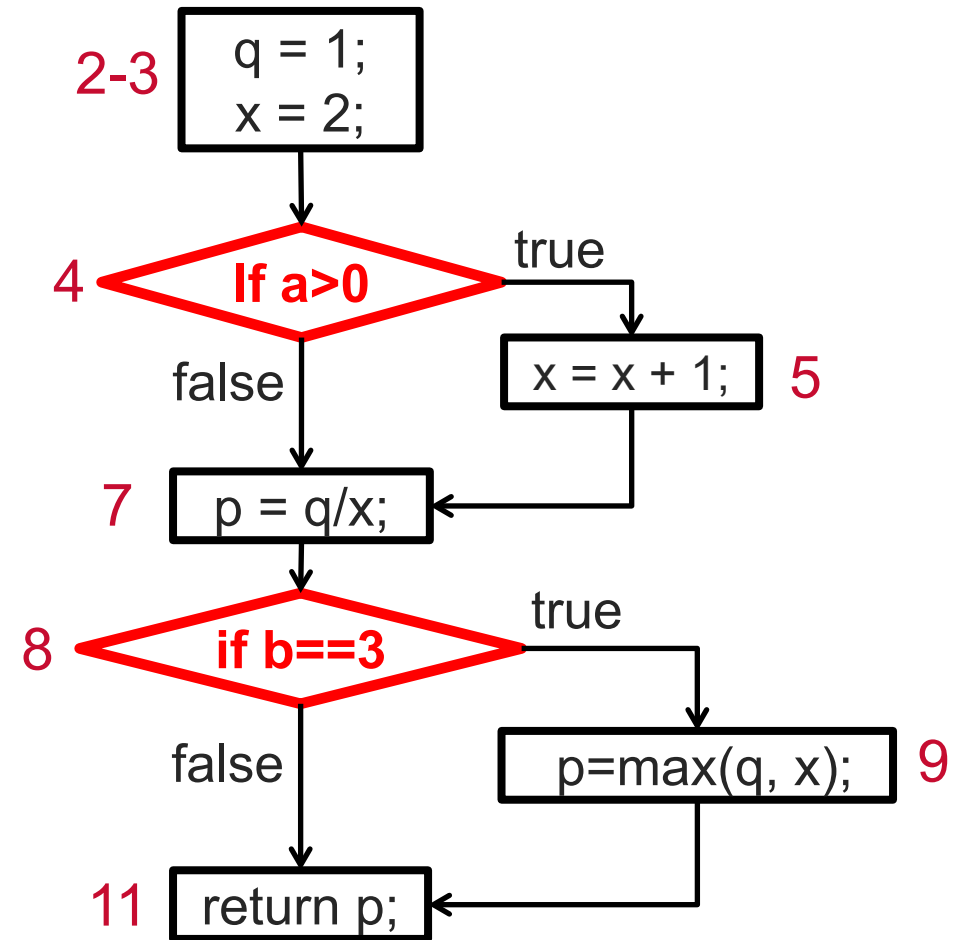 2-3
q = 1;
x = 2;
4
If a>0
true
false
x = x + 1;
5
7
p = q/x;
8
if b==3
true
false
p=max(q, x);
9
11
return p;